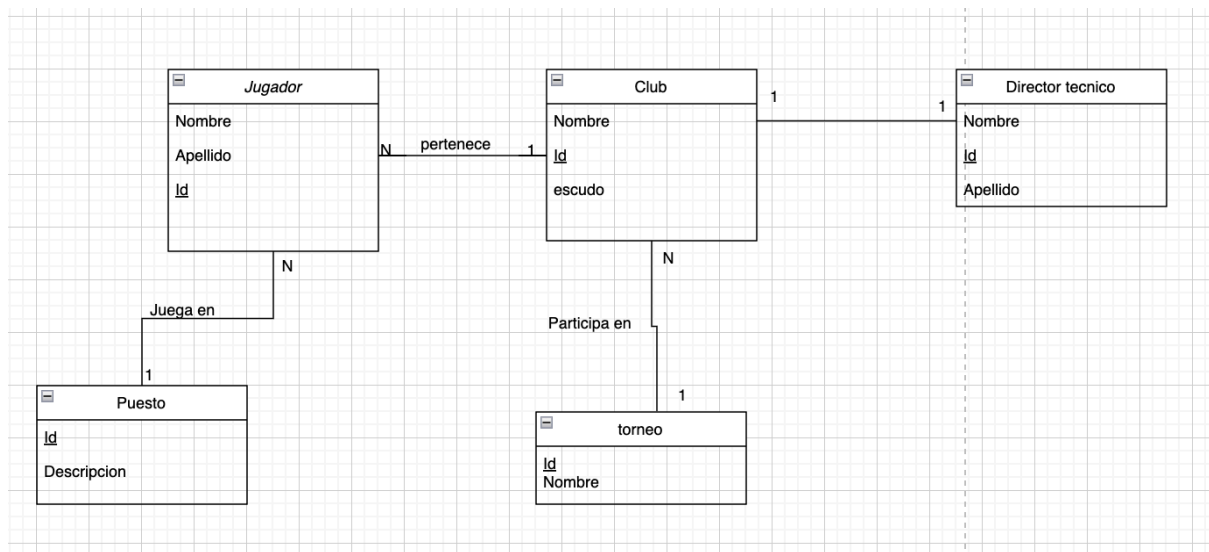 Jugador
Nombre
Apellido
Id
N
pertenece
1
Club
Nombre
Id
escudo
1
1
Director tecnico
Nombre
Id
Apellido
N
Juega en
1
Puesto
Id
Descripcion
N
Participa en
1
torneo
Id
Nombre